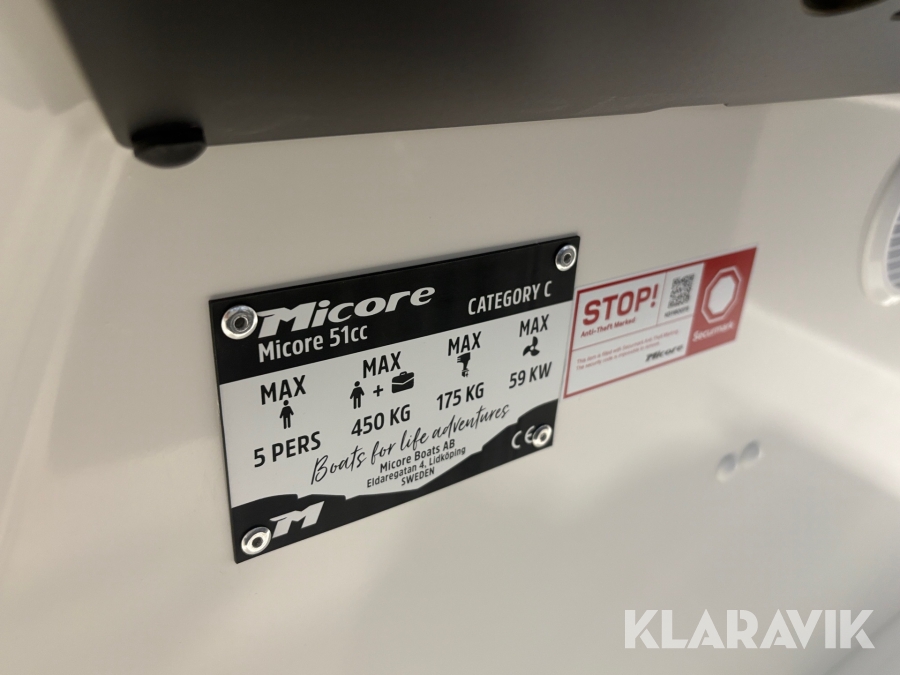 Micore
CATEGORY C
Micore 51cc
MAX
5 PERS
MAX
+
450 KG
MAX
175 KG
MAX
59 KW
Boats for life adventures
Micore Boats AB
Eldaregatan 4, Lidköping
SWEDEN
CE
M
STOP!
Anti-Theft Marked.
Micore
Securmark
KLARAVIK